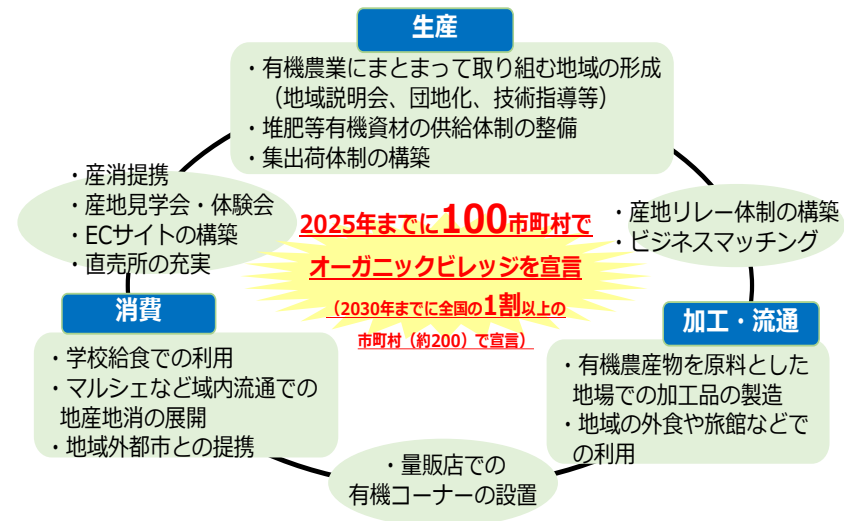 生産
・有機農業にまとまって取り組む地域の形成
（地域説明会、団地化、技術指導等）
・堆肥等有機資材の供給体制の整備
・集出荷体制の構築
・産消提携
・産地見学会・体験会
・ECサイトの構築
・直売所の充実
2025年までに100市町村で
オーガニックビレッジを宣言
（2030年までに全国の1割以上の
市町村（約200）で宣言）
・産地リレー体制の構築
・ビジネスマッチング
消費
・学校給食での利用
・マルシェなど域内流通での
地産地消の展開
・地域外都市との提携
加工・流通
・有機農産物を原料とした
地場での加工品の製造
・地域の外食や旅館などで
の利用
・量販店での
有機コーナーの設置